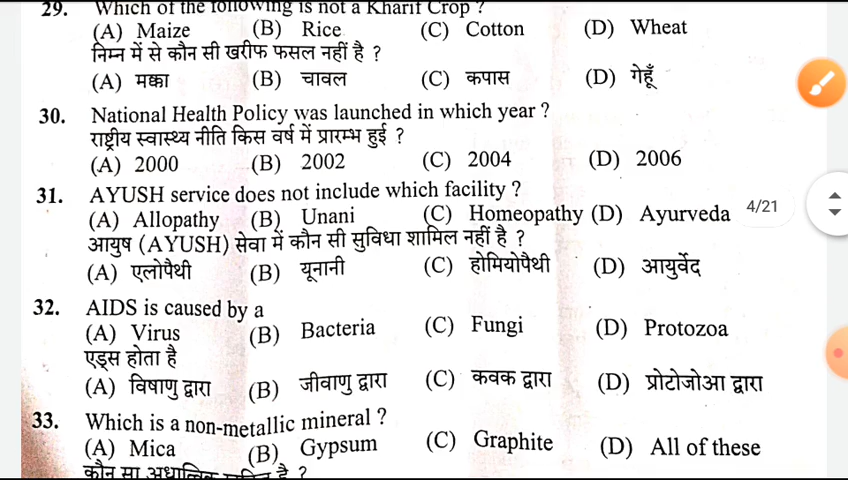 29. Which of the following is not a Kharif Crop ?
(A) Maize (B) Rice (C) Cotton (D) Wheat
निम्न में से कौन सी खरीफ फसल नहीं है ?
(A) मक्का (B) चावल (C) कपास (D) गेहूँ
30. National Health Policy was launched in which year ?
राष्ट्रीय स्वास्थ्य नीति किस वर्ष में प्रारम्भ हुई ?
(A) 2000 (B) 2002 (C) 2004 (D) 2006
31. AYUSH service does not include which facility ?
(A) Allopathy (B) Unani (C) Homeopathy (D) Ayurveda 4/21
आयुष (AYUSH) सेवा में कौन सी सुविधा शामिल नहीं है ?
(A) एलोपैथी (B) यूनानी (C) होमियोपैथी (D) आयुर्वेद
32. AIDS is caused by a
(A) Virus (B) Bacteria (C) Fungi (D) Protozoa
एड्स होता है
(A) विषाणु द्वारा (B) जीवाणु द्वारा (C) कवक द्वारा (D) प्रोटोजोआ द्वारा
33. Which is a non-metallic mineral ?
(A) Mica (B) Gypsum (C) Graphite (D) All of these
कौन सा अधात्विक है ?